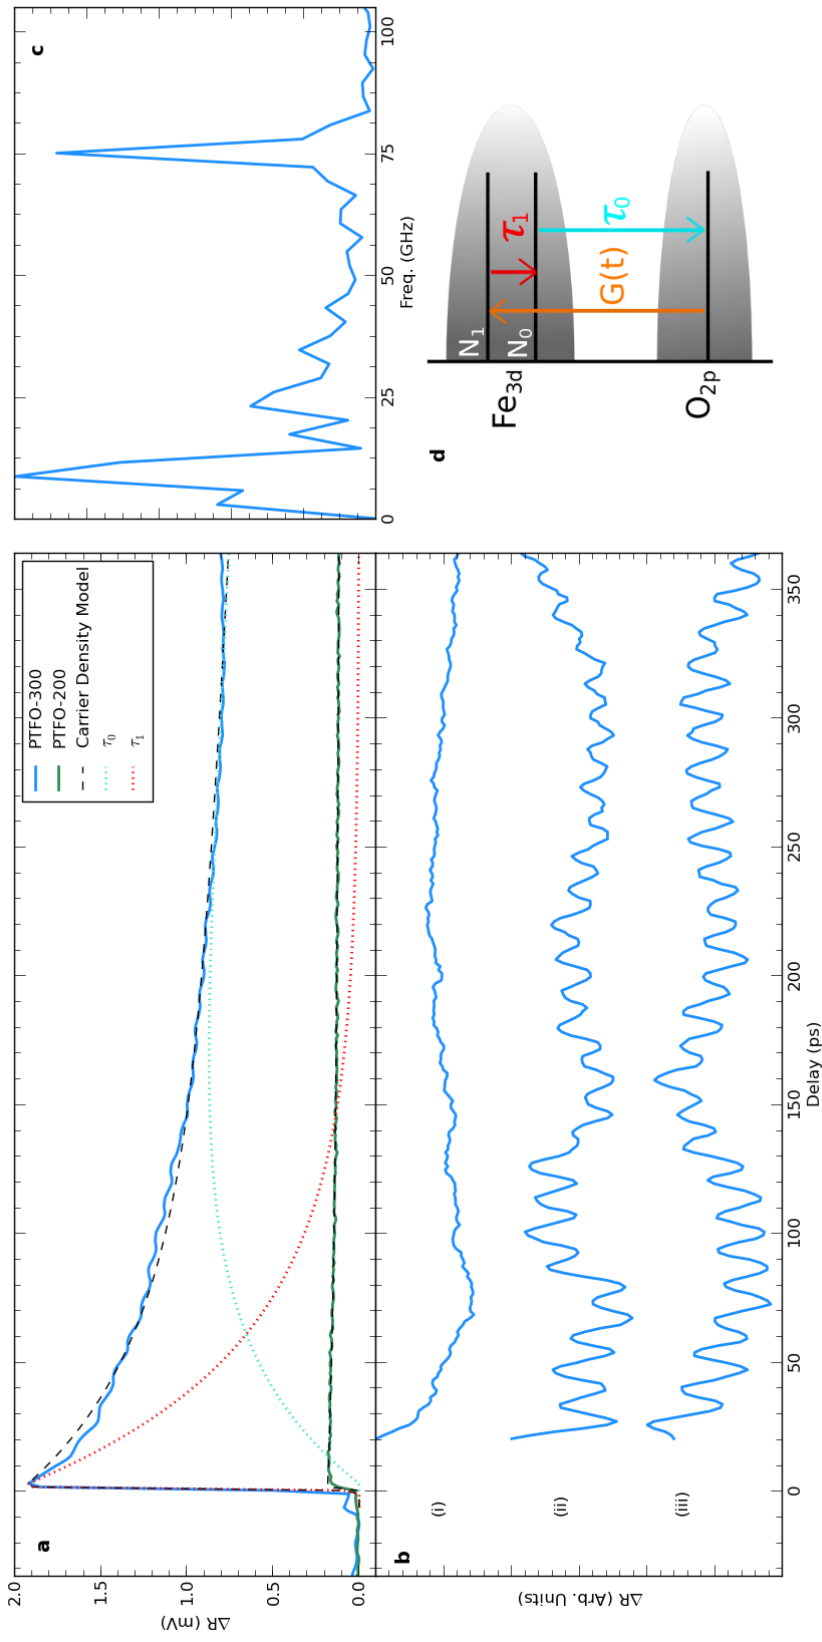 a
2.0
1.5
1.0
0.5
0.0
ΔR (mV)
PTFO-300
PTFO-200
Carrier Density Model
τ₀
τ₁
b
(i)
(ii)
(iii)
ΔR (Arb. Units)
0
50
100
150
200
250
300
350
Delay (ps)
c
0
25
50
75
100
Freq. (GHz)
d
N₁
N₀
Fe₃d
O₂p
τ₁
τ₀
G(t)